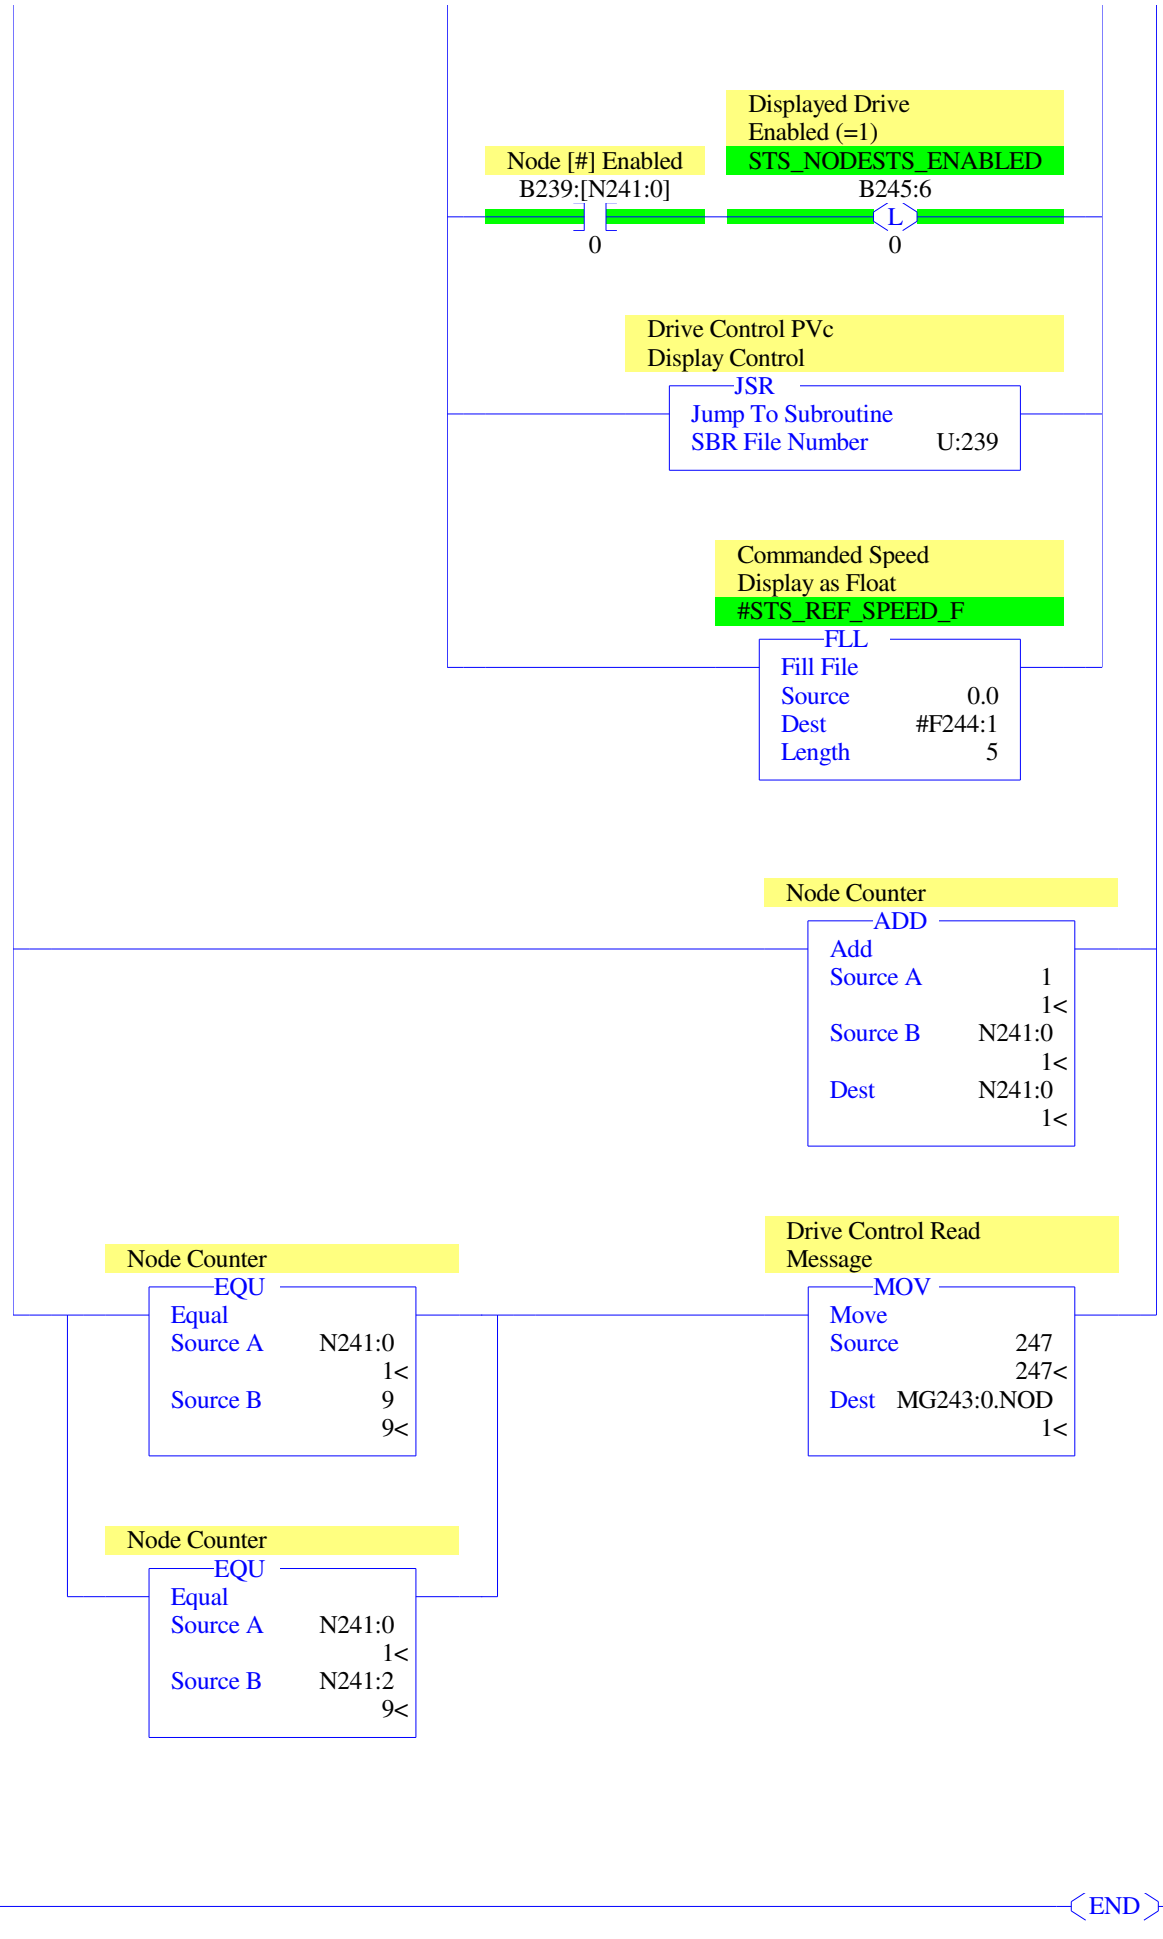 Displayed Drive
Enabled (=1)
Node [#] Enabled STS_NODESTS_ENABLED
B239:[N241:0] B245:6
L
0 0
Drive Control PVc
Display Control
JSR
Jump To Subroutine
SBR File Number U:239
Commanded Speed
Display as Float
#STS_REF_SPEED_F
FLL
Fill File
Source 0.0
Dest #F244:1
Length 5
Node Counter
ADD
Add
Source A 1
1<
Source B N241:0
1<
Dest N241:0
1<
Drive Control Read
Message
MOV
Move
Source 247
247<
Dest MG243:0.NOD
1<
Node Counter
EQU
Equal
Source A N241:0
1<
Source B 9
9<
Node Counter
EQU
Equal
Source A N241:0
1<
Source B N241:2
9<
END